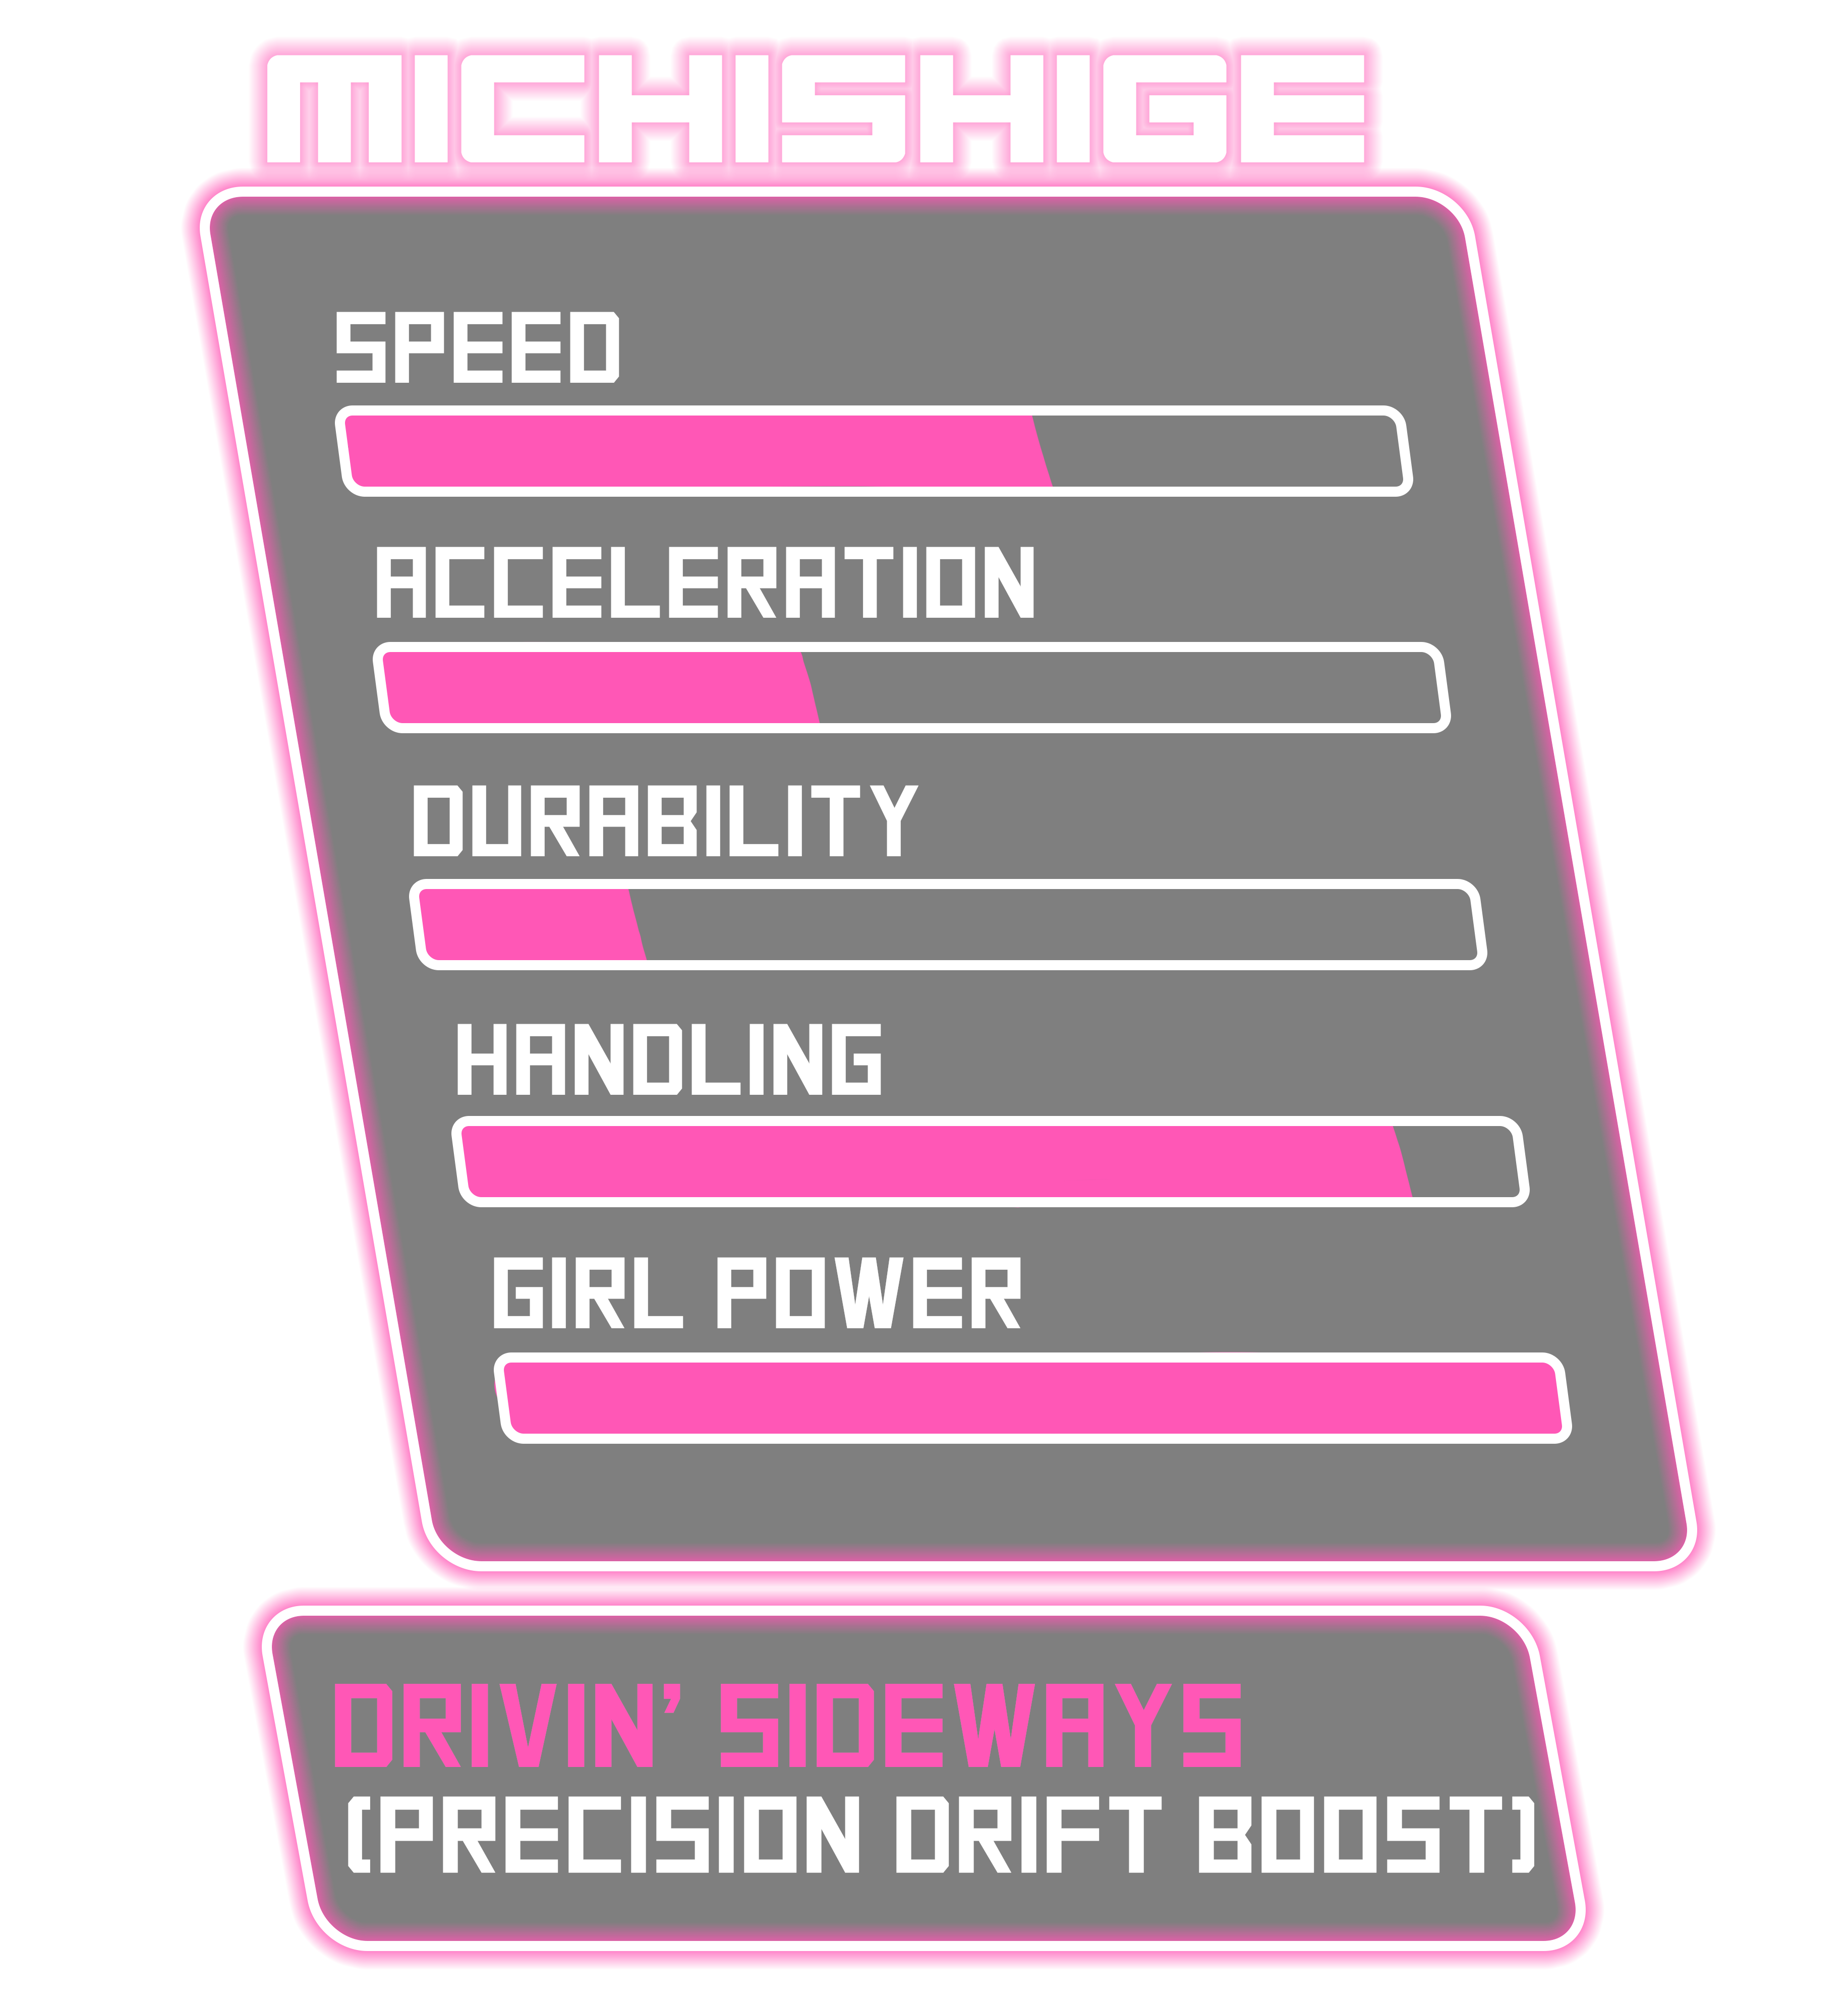 MICHISHIGE
SPEED
ACCELERATION
DURABILITY
HANDLING
GIRL POWER
DRIVIN' SIDEWAYS
(PRECISION DRIFT BOOST)